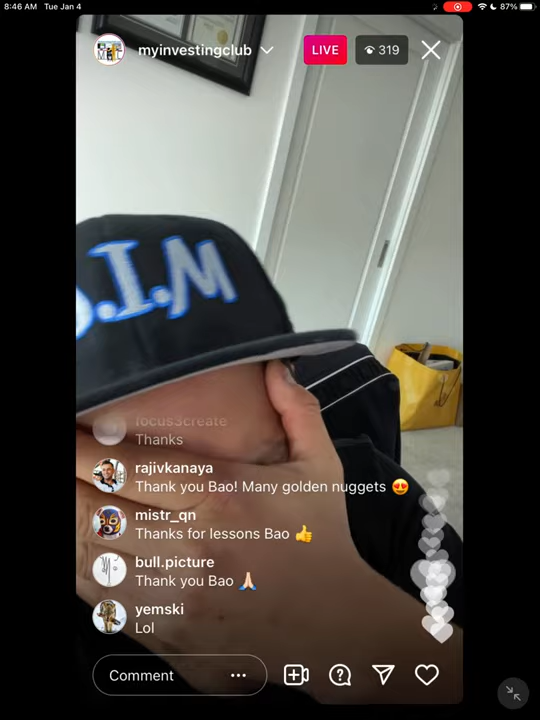 8:46 AM Tue Jan 4
87%
myinvestingclub
LIVE
319
M.I.
focus3create
Thanks
rajivkanaya
Thank you Bao! Many golden nuggets 😍
mistr_qn
Thanks for lessons Bao 👍
bull.picture
Thank you Bao 🙏🏻
yemski
Lol
Comment